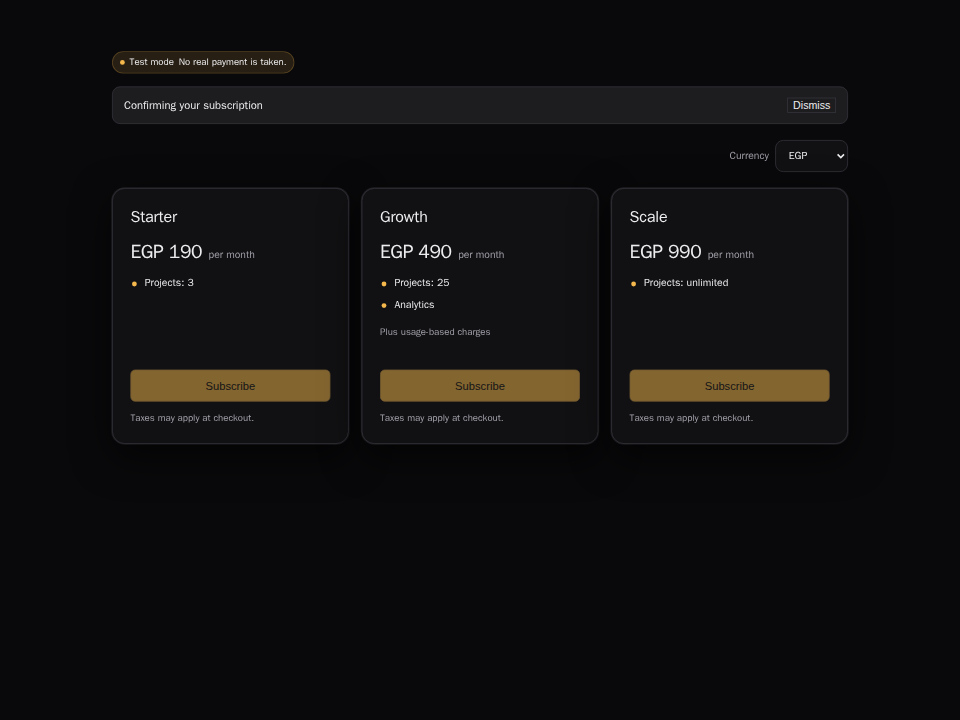 Test mode No real payment is taken.
Confirming your subscription
Dismiss
Currency
EGP
Starter
EGP 190 per month
Projects: 3
Subscribe
Taxes may apply at checkout.
Growth
EGP 490 per month
Projects: 25
Analytics
Plus usage-based charges
Subscribe
Taxes may apply at checkout.
Scale
EGP 990 per month
Projects: unlimited
Subscribe
Taxes may apply at checkout.